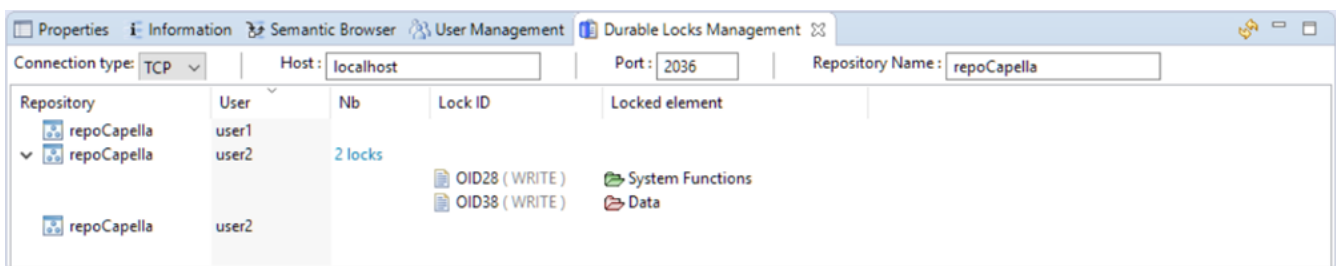 Properties Information Semantic Browser User Management Durable Locks Management
Connection type: TCP Host : localhost Port : 2036 Repository Name : repoCapella
Repository User Nb Lock ID Locked element
repoCapella user1
repoCapella user2 2 locks
OID28 ( WRITE ) System Functions
OID38 ( WRITE ) Data
repoCapella user2